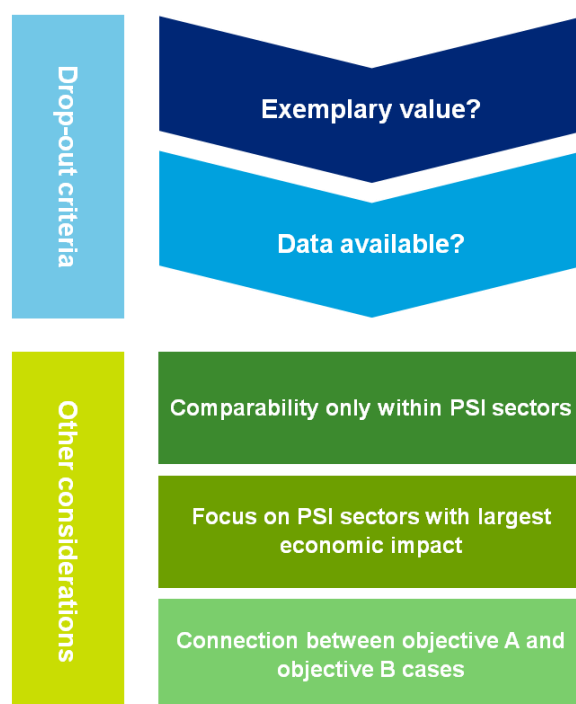 Drop-out criteria
Exemplary value?
Data available?
Other considerations
Comparability only within PSI sectors
Focus on PSI sectors with largest
economic impact
Connection between objective A and
objective B cases